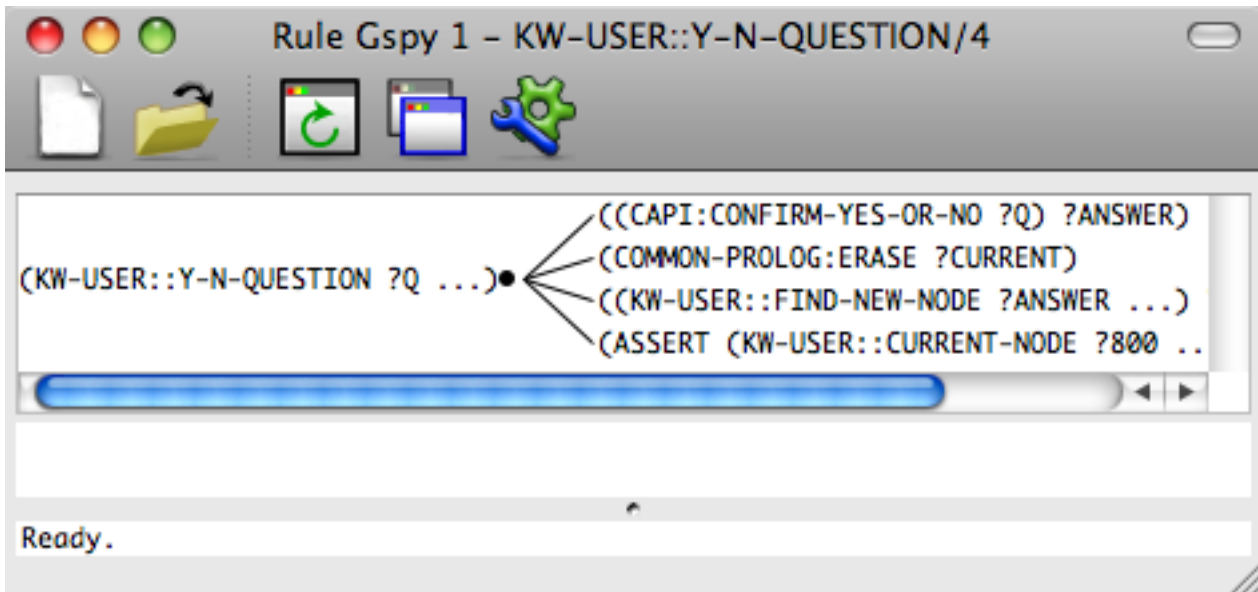 Rule Gspy 1 – KW-USER::Y-N-QUESTION/4
((CAPI:CONFIRM-YES-OR-NO ?Q) ?ANSWER)
(COMMON-PROLOG:ERASE ?CURRENT)
(KW-USER::Y-N-QUESTION ?Q ...)
((KW-USER::FIND-NEW-NODE ?ANSWER ...)
(ASSERT (KW-USER::CURRENT-NODE ?800 ..
Ready.